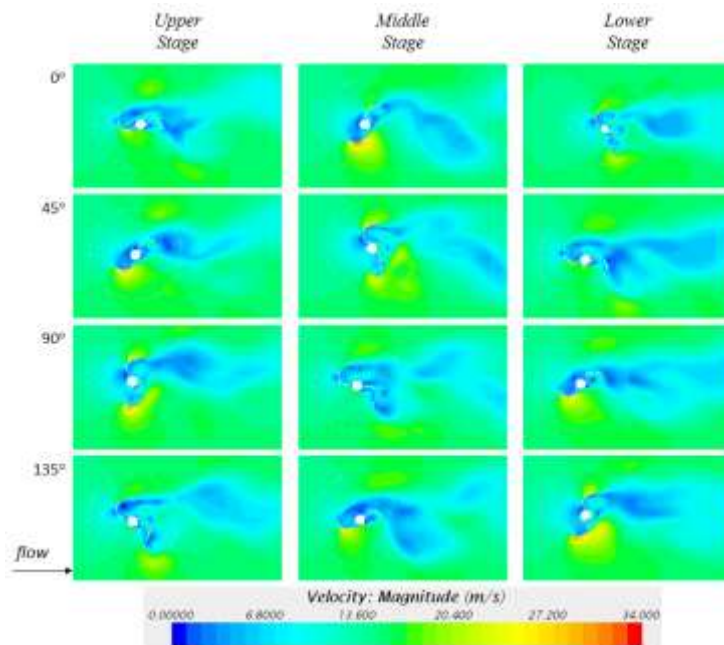 Upper Middle Lower
Stage Stage Stage
0°
45°
90°
135°
flow
Velocity: Magnitude (m/s)
0.00000 6.8000 13.600 20.400 27.200 34.000